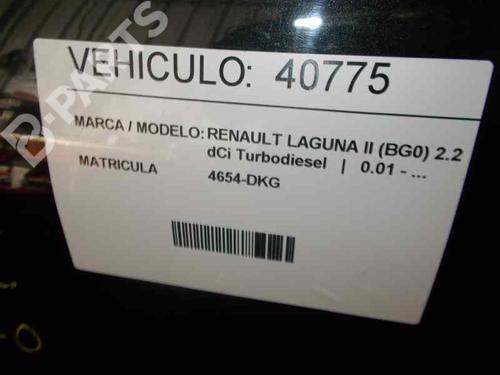 VEHICULO: 40775
MARCA / MODELO: RENAULT LAGUNA II (BG0) 2.2
dCi Turbodiesel | 0.01 - ...
MATRICULA 4654-DKG
D-PARTS